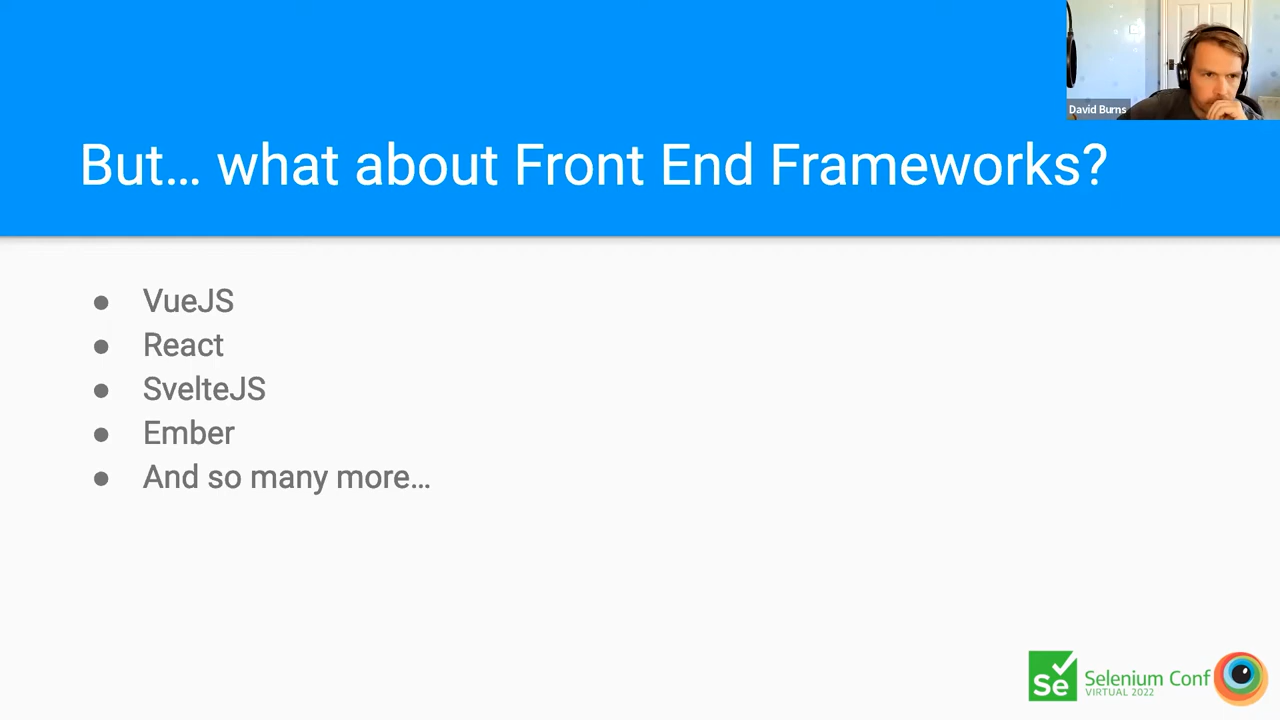 David Burns
But… what about Front End Frameworks?
● VueJS
● React
● SvelteJS
● Ember
● And so many more…
Se
Selenium Conf
VIRTUAL 2022